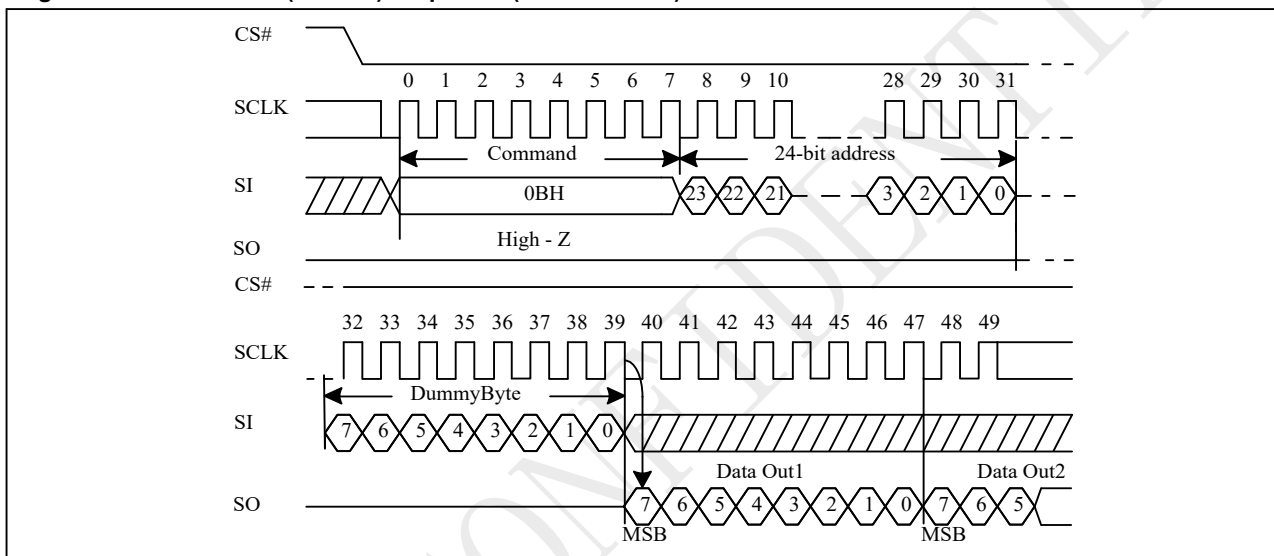 CS#
0 1 2 3 4 5 6 7 8 9 10 28 29 30 31
SCLK
Command 24-bit address
SI 0BH 23 22 21 3 2 1 0
High - Z
SO
CS#
32 33 34 35 36 37 38 39 40 41 42 43 44 45 46 47 48 49
SCLK
DummyByte
SI 7 6 5 4 3 2 1 0
Data Out1 Data Out2
SO 7 6 5 4 3 2 1 0 7 6 5
MSB MSB